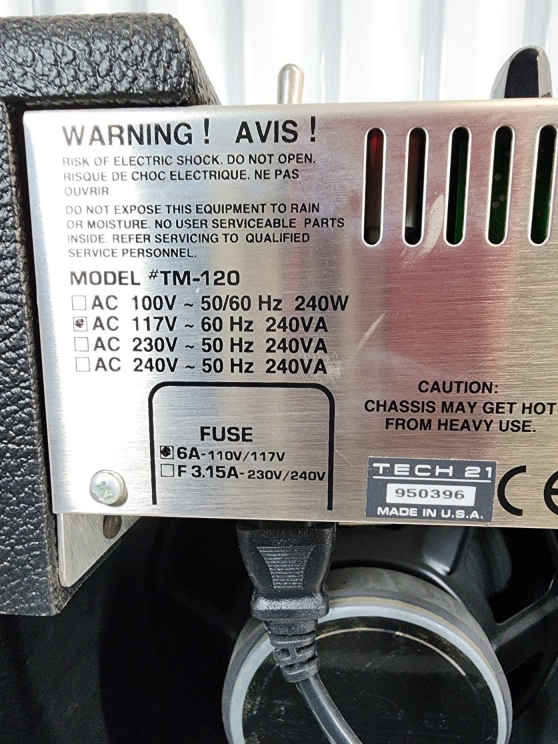 WARNING! AVIS!
RISK OF ELECTRIC SHOCK. DO NOT OPEN.
RISQUE DE CHOC ELECTRIQUE. NE PAS
OUVRIR.
DO NOT EXPOSE THIS EQUIPMENT TO RAIN
OR MOISTURE. NO USER SERVICEABLE PARTS
INSIDE. REFER SERVICING TO QUALIFIED
SERVICE PERSONNEL.
MODEL #TM-120
AC 100V ~ 50/60 Hz 240W
AC 117V ~ 60 Hz 240VA
AC 230V ~ 50 Hz 240VA
AC 240V ~ 50 Hz 240VA
CAUTION:
CHASSIS MAY GET HOT
FROM HEAVY USE.
FUSE
6A-110V/117V
F 3.15A-230V/240V
TECH 21
950396
MADE IN U.S.A.
CE